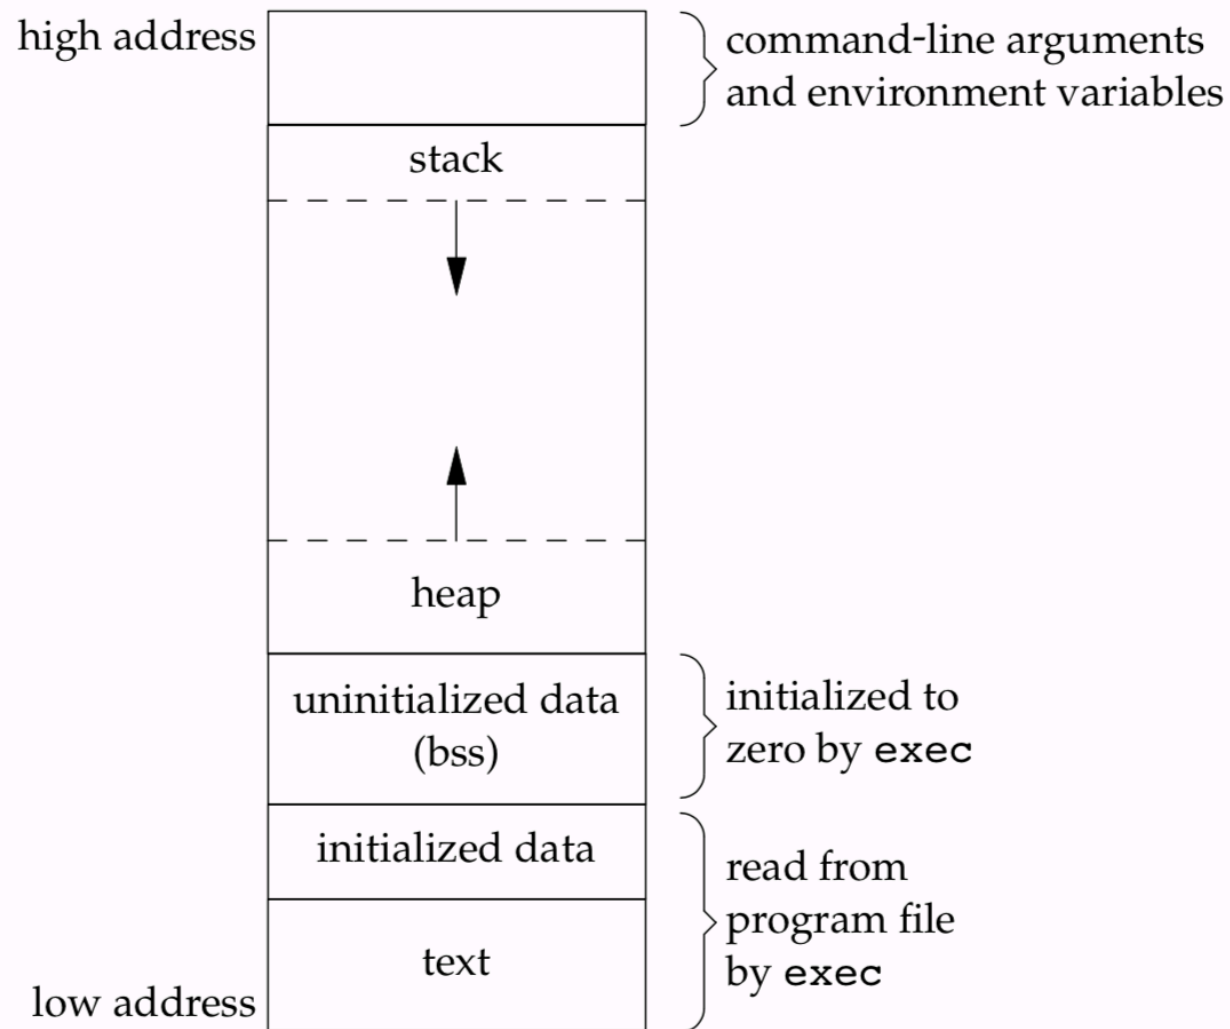 high address
command-line arguments
and environment variables
stack
heap
uninitialized data
(bss)
initialized to
zero by exec
initialized data
read from
program file
by exec
text
low address